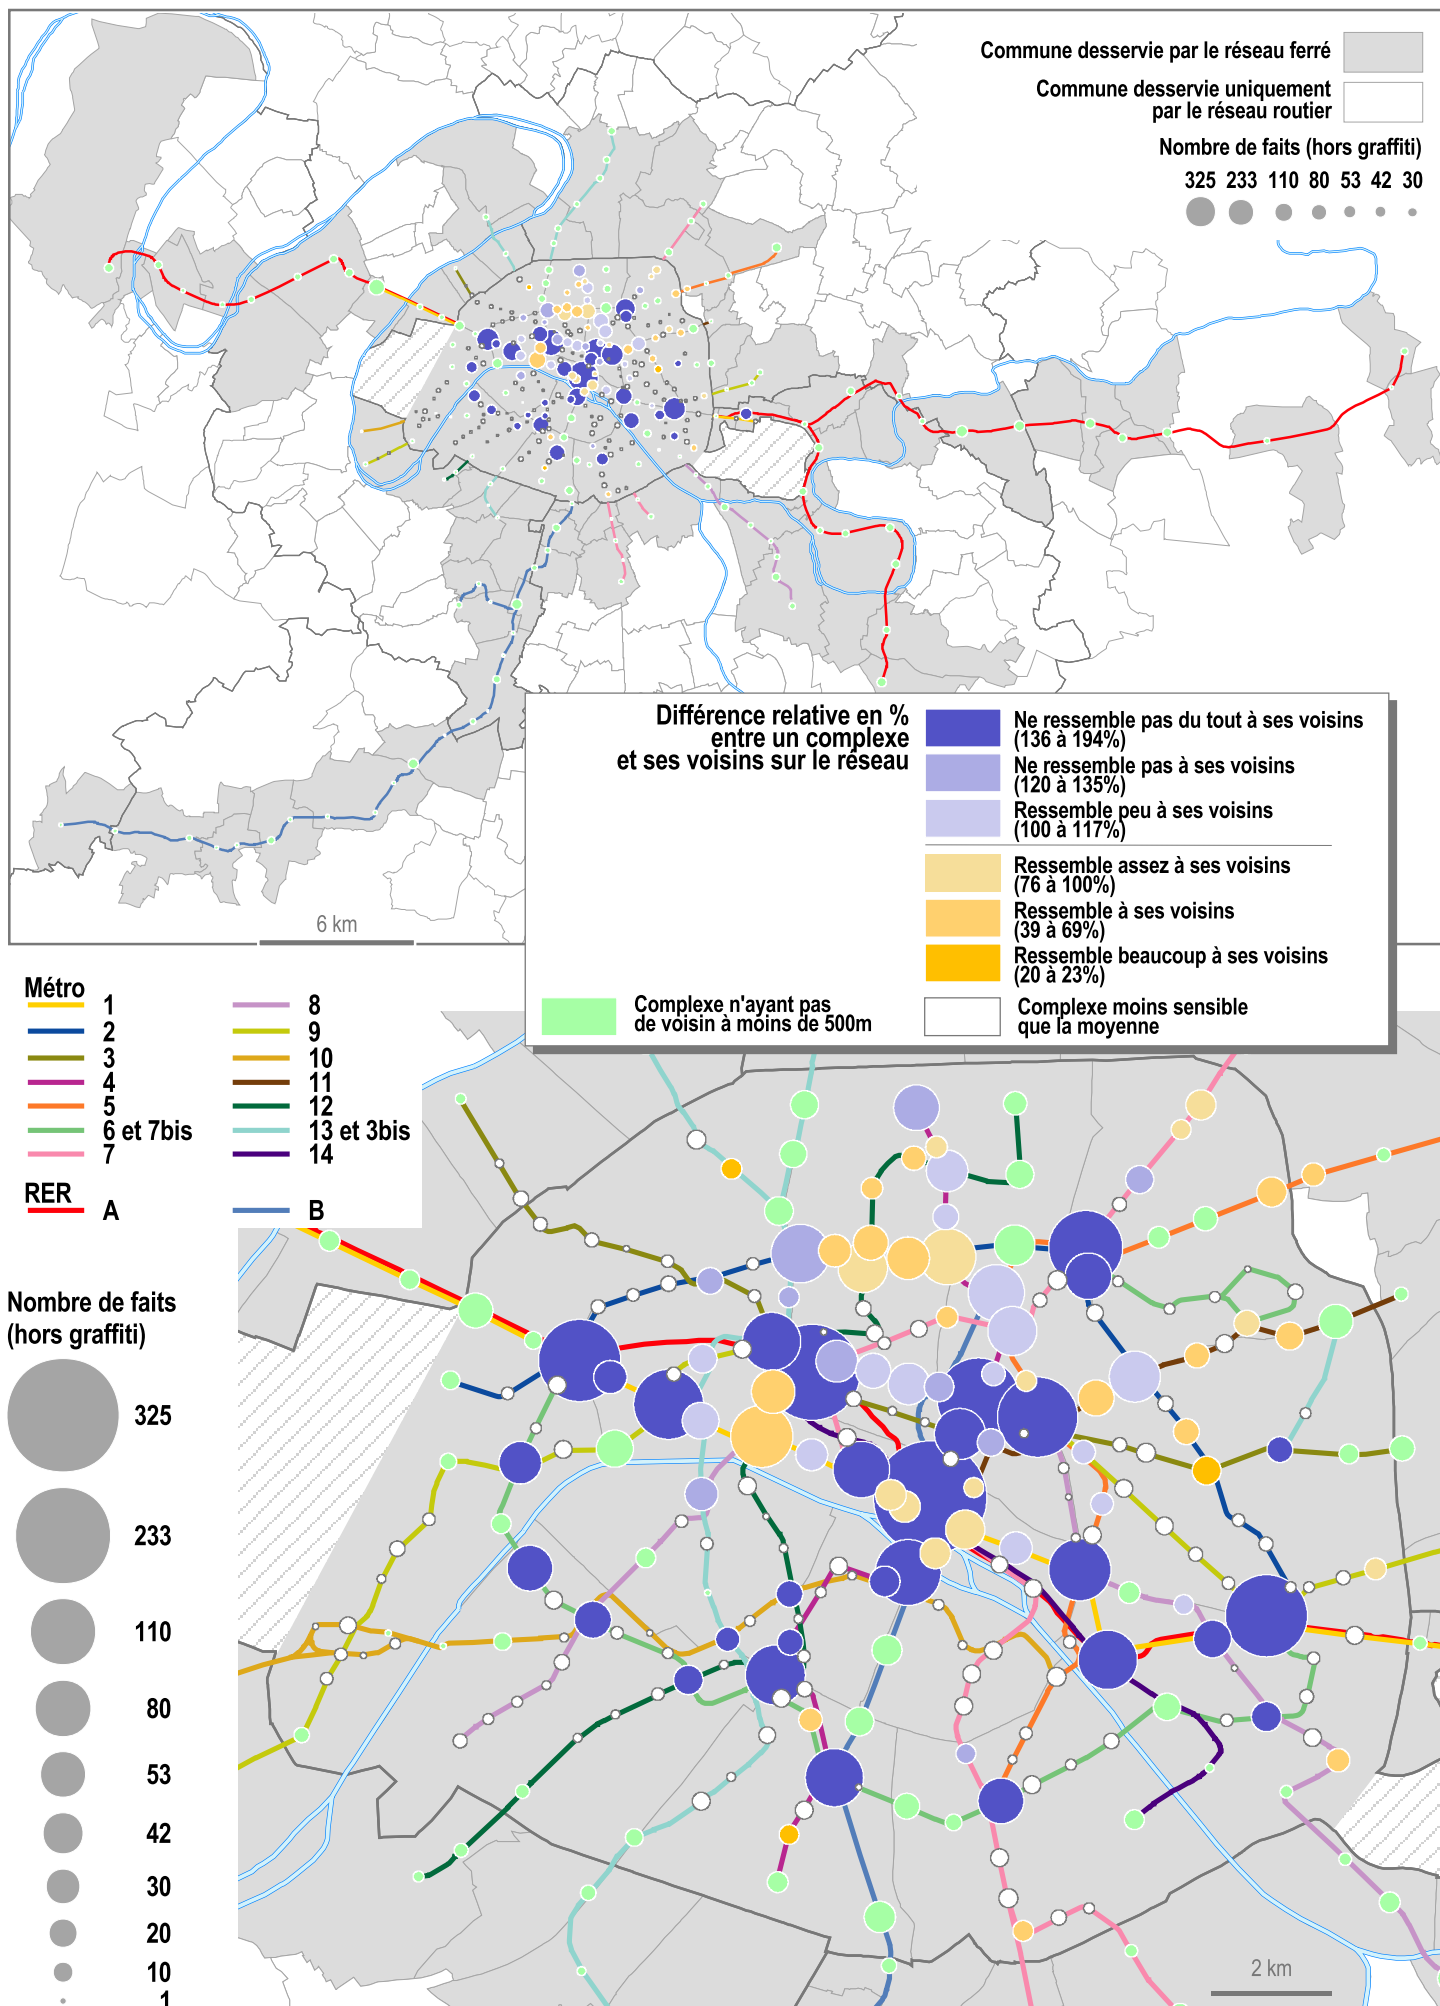 Commune desservie par le réseau ferré
Commune desservie uniquement
par le réseau routier
Nombre de faits (hors graffiti)
325 233 110 80 53 42 30
Différence relative en %
entre un complexe
et ses voisins sur le réseau
Ne ressemble pas du tout à ses voisins
(136 à 194%)
Ne ressemble pas à ses voisins
(120 à 135%)
Ressemble peu à ses voisins
(100 à 117%)
Ressemble assez à ses voisins
(76 à 100%)
Ressemble à ses voisins
(39 à 69%)
Ressemble beaucoup à ses voisins
(20 à 23%)
Complexe n'ayant pas
de voisin à moins de 500m
Complexe moins sensible
que la moyenne
6 km
Métro
1
2
3
4
5
6 et 7bis
7
8
9
10
11
12
13 et 3bis
14
RER
A
B
Nombre de faits
(hors graffiti)
325
233
110
80
53
42
30
20
10
1
2 km